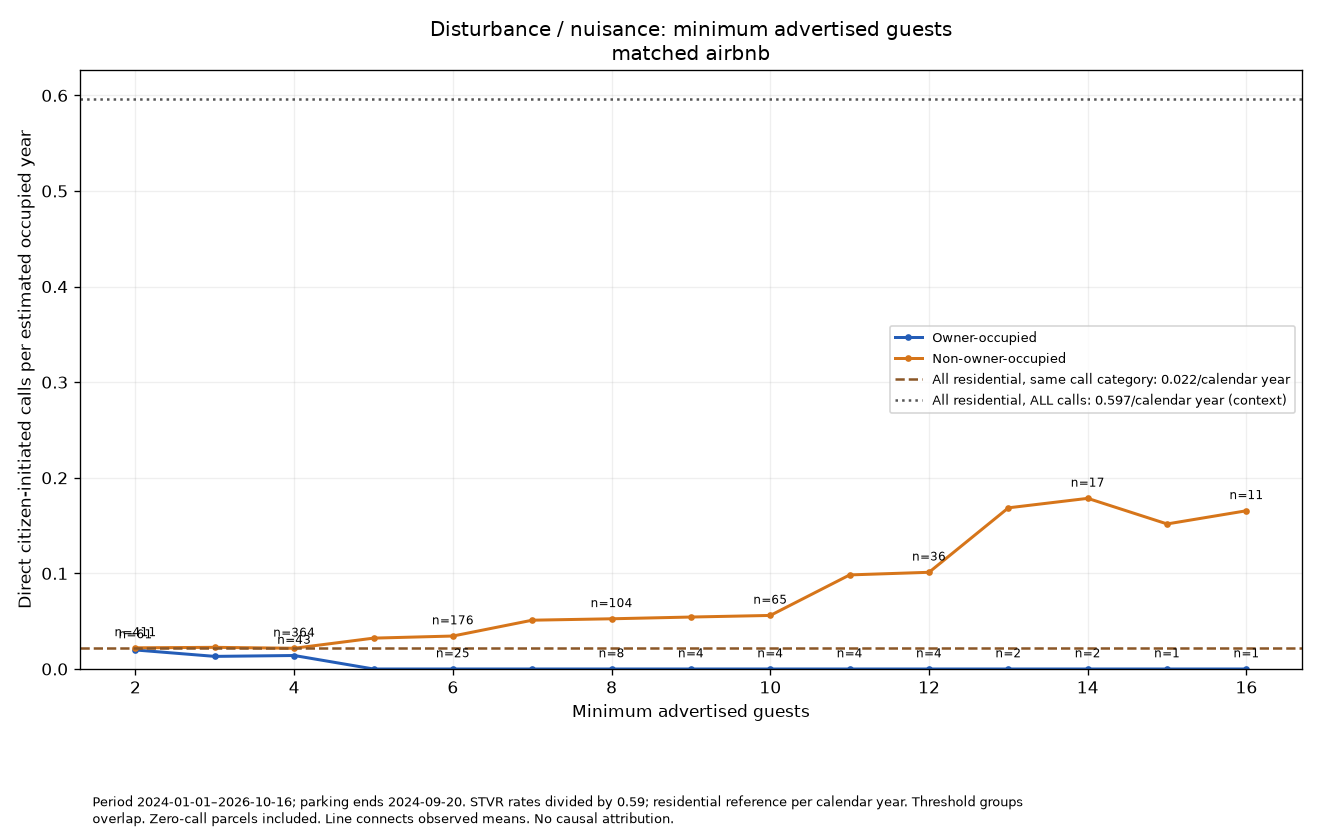 Disturbance / nuisance: minimum advertised guests
matched airbnb
Direct citizen-initiated calls per estimated occupied year
0.6
0.5
0.4
0.3
0.2
0.1
0.0
Owner-occupied
Non-owner-occupied
All residential, same call category: 0.022/calendar year
All residential, ALL calls: 0.597/calendar year (context)
n=411
n=61
n=364
n=43
n=176
n=25
n=104
n=8
n=4
n=65
n=4
n=4
n=36
n=4
n=2
n=17
n=2
n=1
n=11
n=1
2 4 6 8 10 12 14 16
Minimum advertised guests
Period 2024-01-01–2026-10-16; parking ends 2024-09-20. STVR rates divided by 0.59; residential reference per calendar year. Threshold groups
overlap. Zero-call parcels included. Line connects observed means. No causal attribution.